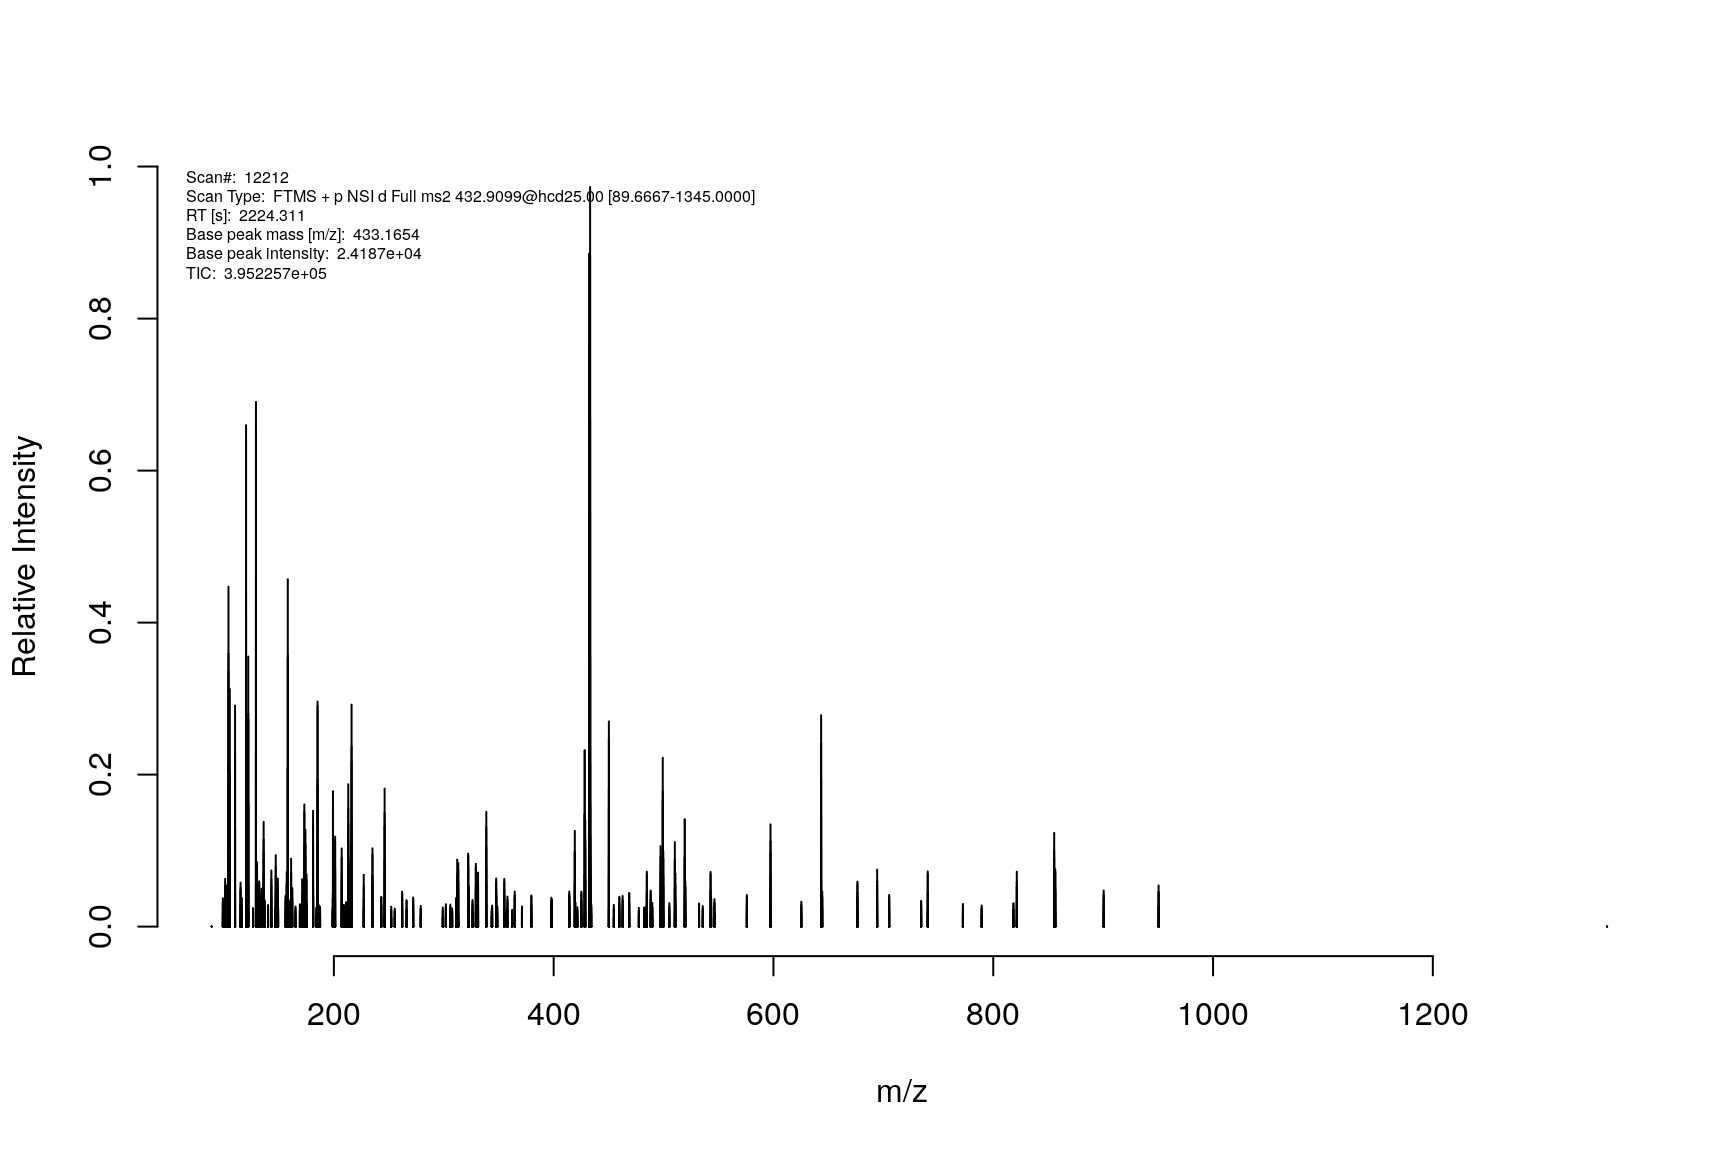 Scan#: 12212
Scan Type: FTMS + p NSI d Full ms2 432.9099@hcd25.00 [89.6667-1345.0000]
RT [s]: 2224.311
Base peak mass [m/z]: 433.1654
Base peak intensity: 2.4187e+04
TIC: 3.952257e+05
1.0
0.8
0.6
0.4
0.2
0.0
Relative Intensity
200 400 600 800 1000 1200
m/z